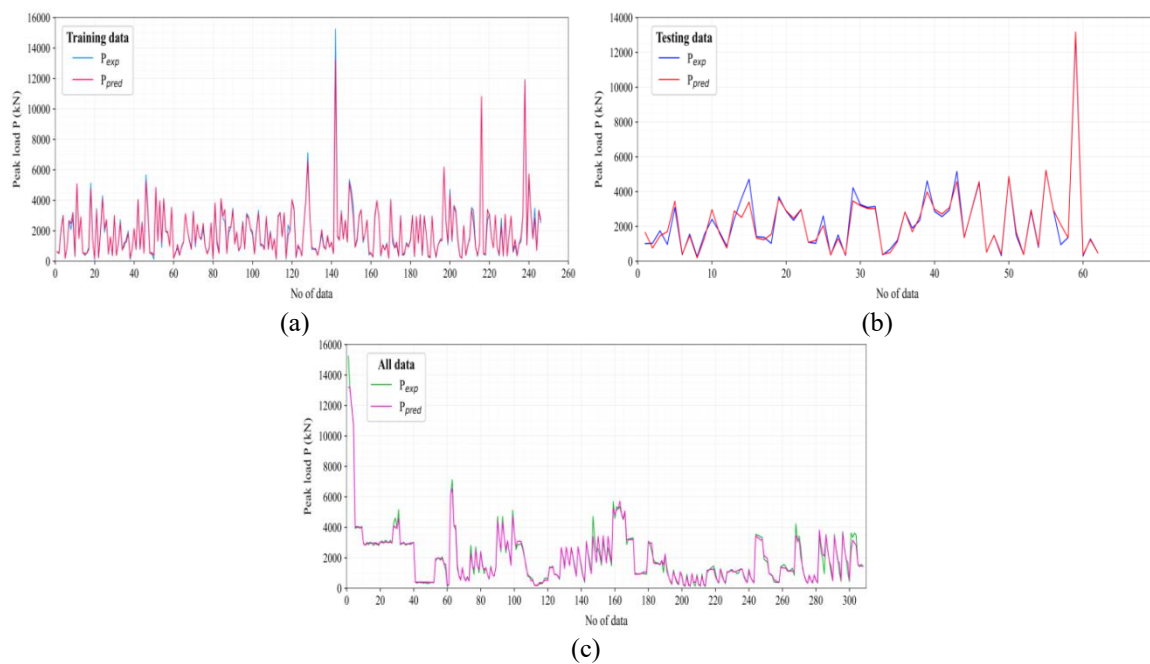 16000
14000
12000
10000
8000
6000
4000
2000
0
Peak load P (kN)
Training data
P_exp
P_pred
0 20 40 60 80 100 120 140 160 180 200 220 240 260
No of data
(a)
14000
12000
10000
8000
6000
4000
2000
0
Peak load P (kN)
Testing data
P_exp
P_pred
0 10 20 30 40 50 60
No of data
(b)
16000
14000
12000
10000
8000
6000
4000
2000
0
Peak load P (kN)
All data
P_exp
P_pred
0 20 40 60 80 100 120 140 160 180 200 220 240 260 280 300
No of data
(c)